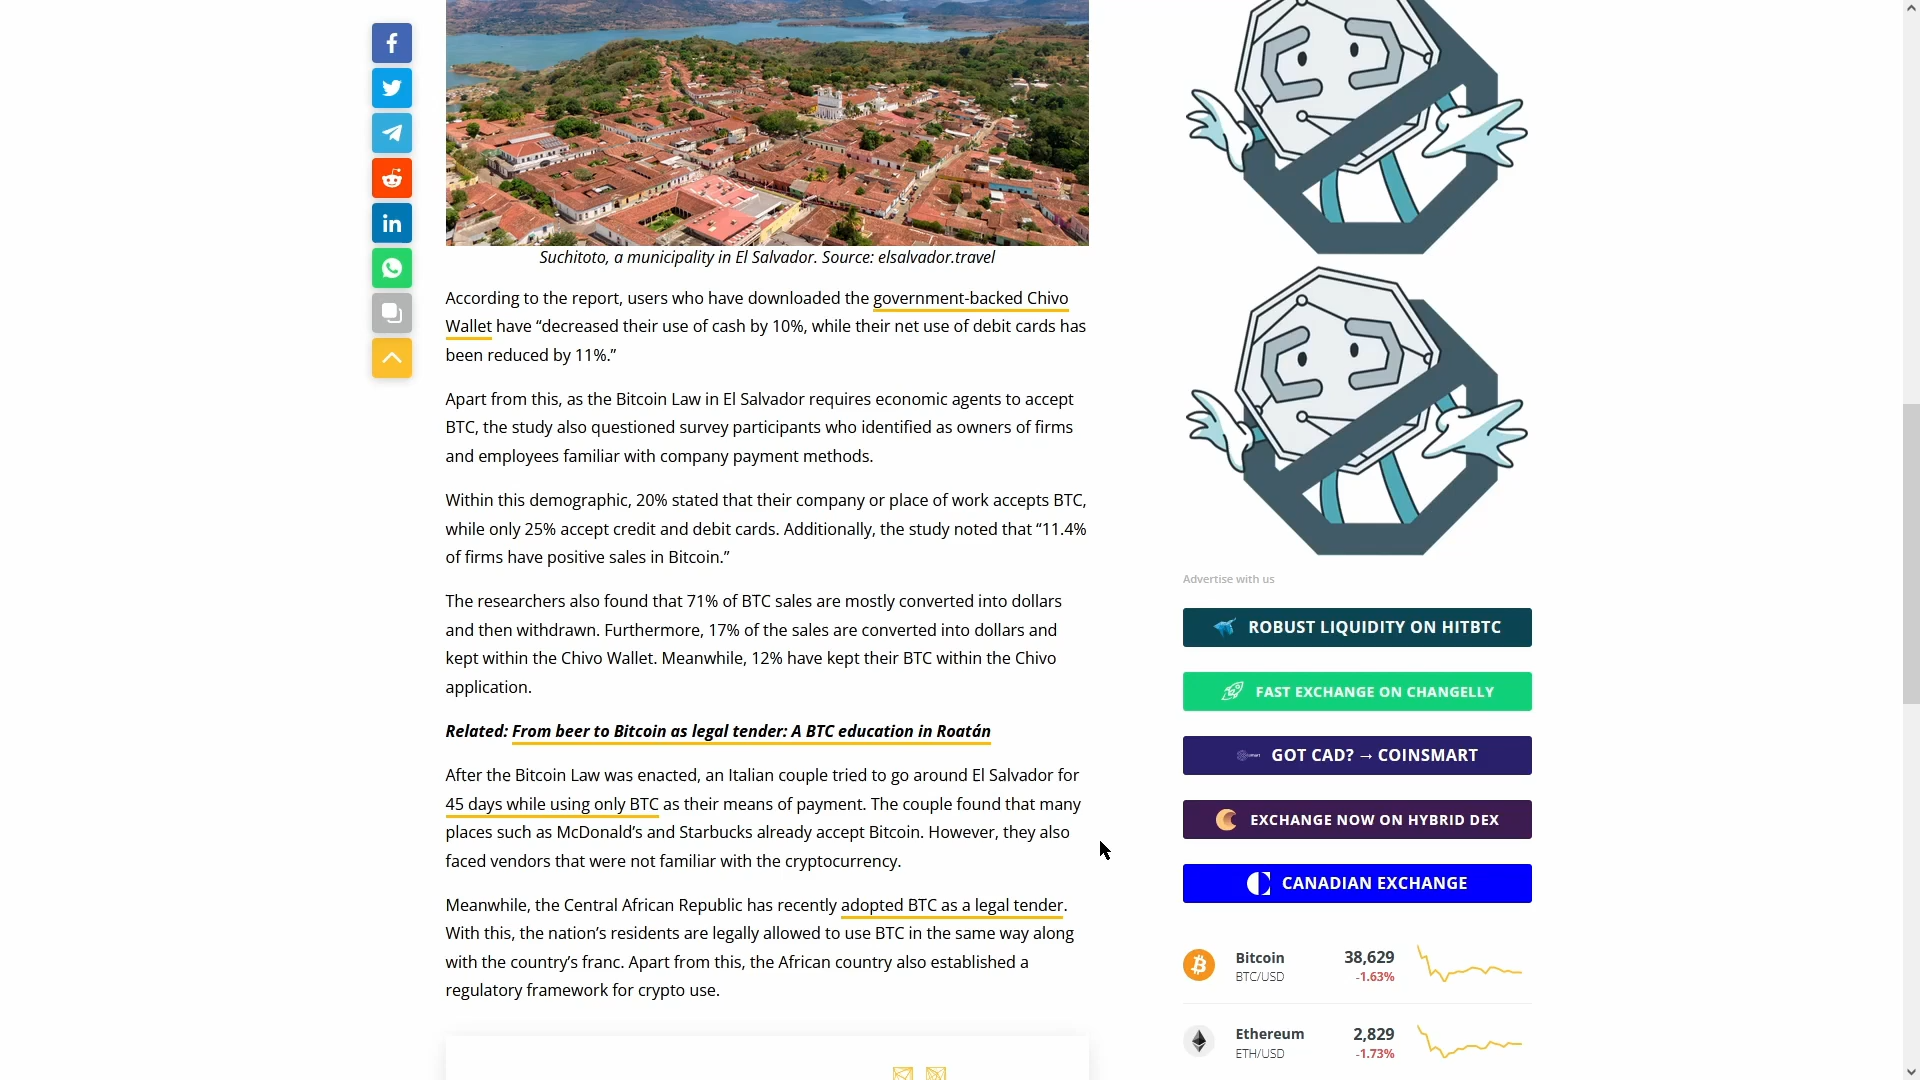 Suchitoto, a municipality in El Salvador. Source: elsalvador.travel
According to the report, users who have downloaded the government-backed Chivo
Wallet have “decreased their use of cash by 10%, while their net use of debit cards has
been reduced by 11%.”
Apart from this, as the Bitcoin Law in El Salvador requires economic agents to accept
BTC, the study also questioned survey participants who identified as owners of firms
and employees familiar with company payment methods.
Within this demographic, 20% stated that their company or place of work accepts BTC,
while only 25% accept credit and debit cards. Additionally, the study noted that “11.4%
of firms have positive sales in Bitcoin.”
The researchers also found that 71% of BTC sales are mostly converted into dollars
and then withdrawn. Furthermore, 17% of the sales are converted into dollars and
kept within the Chivo Wallet. Meanwhile, 12% have kept their BTC within the Chivo
application.
Related: From beer to Bitcoin as legal tender: A BTC education in Roatán
After the Bitcoin Law was enacted, an Italian couple tried to go around El Salvador for
45 days while using only BTC as their means of payment. The couple found that many
places such as McDonald’s and Starbucks already accept Bitcoin. However, they also
faced vendors that were not familiar with the cryptocurrency.
Meanwhile, the Central African Republic has recently adopted BTC as a legal tender.
With this, the nation’s residents are legally allowed to use BTC in the same way along
with the country’s franc. Apart from this, the African country also established a
regulatory framework for crypto use.
Advertise with us
ROBUST LIQUIDITY ON HITBTC
FAST EXCHANGE ON CHANGELLY
GOT CAD? → COINSMART
EXCHANGE NOW ON HYBRID DEX
CANADIAN EXCHANGE
Bitcoin 38,629
BTC/USD -1.63%
Ethereum 2,829
ETH/USD -1.73%